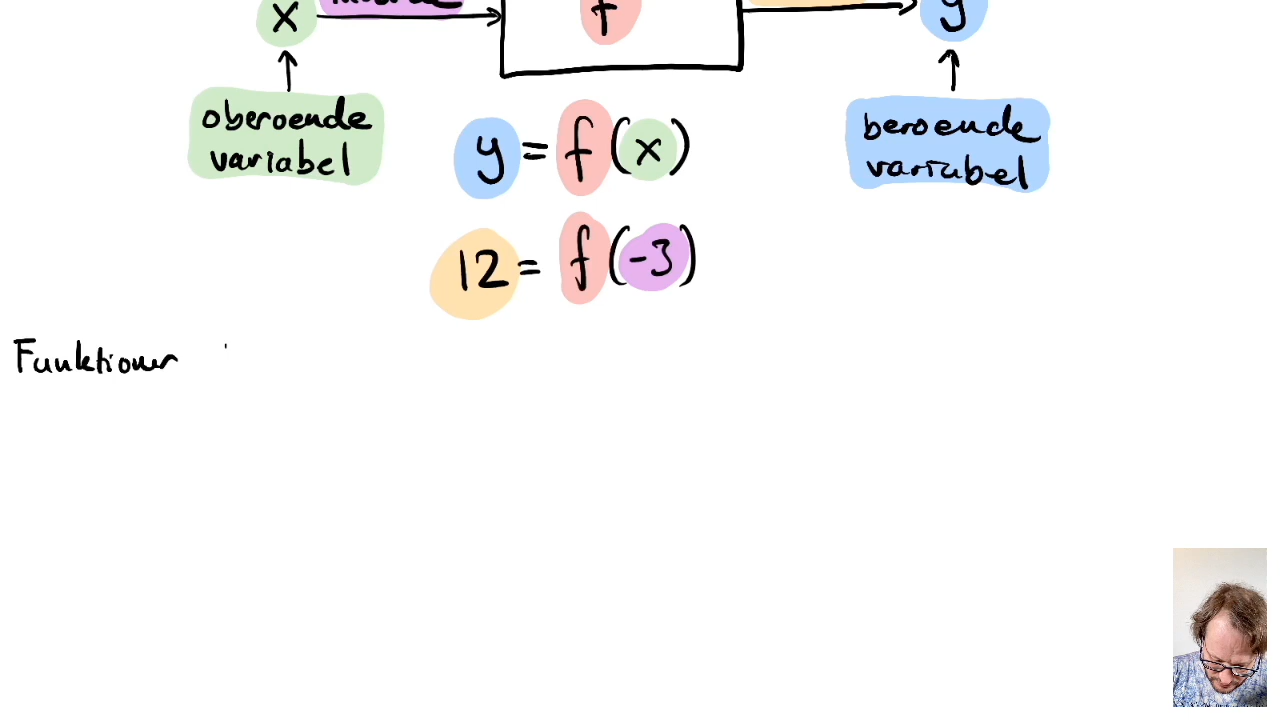 x
f
y
oberoende
variabel
y = f(x)
beroende
variabel
12 = f(-3)
Funktioner